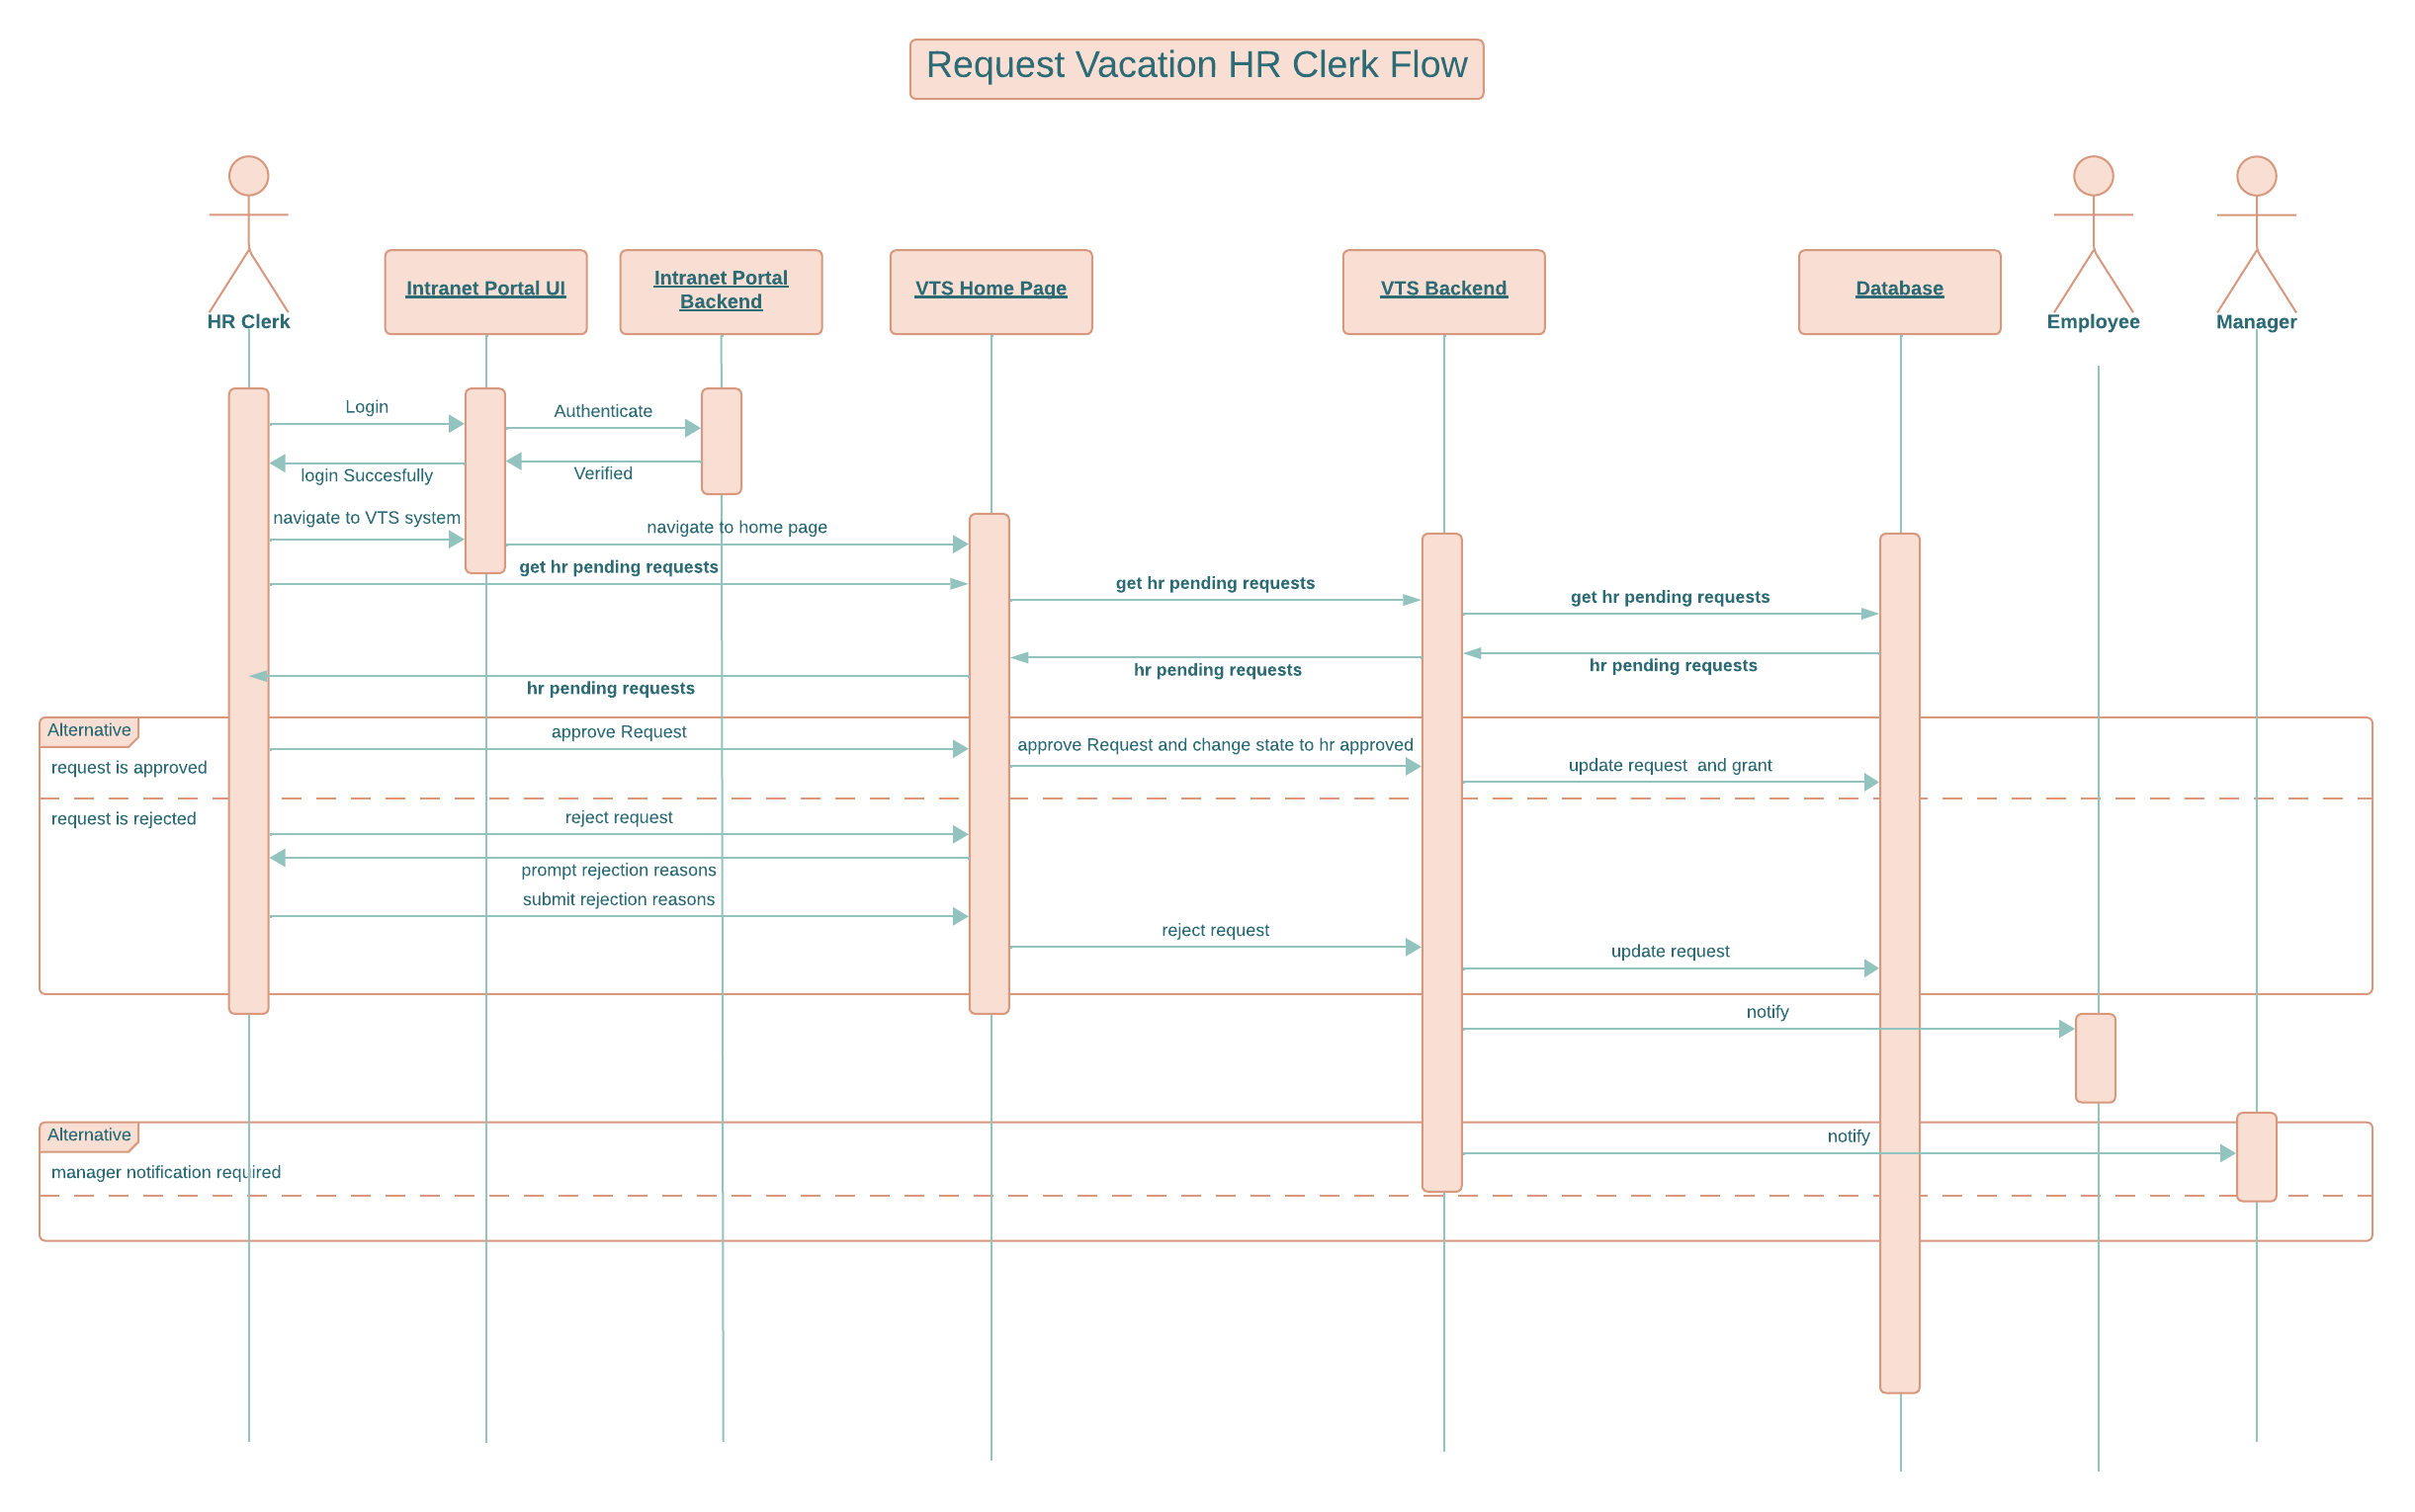 Request Vacation HR Clerk Flow
HR Clerk
Intranet Portal UI
Intranet Portal
Backend
VTS Home Page
VTS Backend
Database
Employee
Manager
Login
Authenticate
login Succesfully
Verified
navigate to VTS system
navigate to home page
get hr pending requests
get hr pending requests
get hr pending requests
hr pending requests
hr pending requests
hr pending requests
Alternative
request is approved
approve Request
approve Request and change state to hr approved
update request  and grant
request is rejected
reject request
prompt rejection reasons
submit rejection reasons
reject request
update request
notify
Alternative
manager notification required
notify